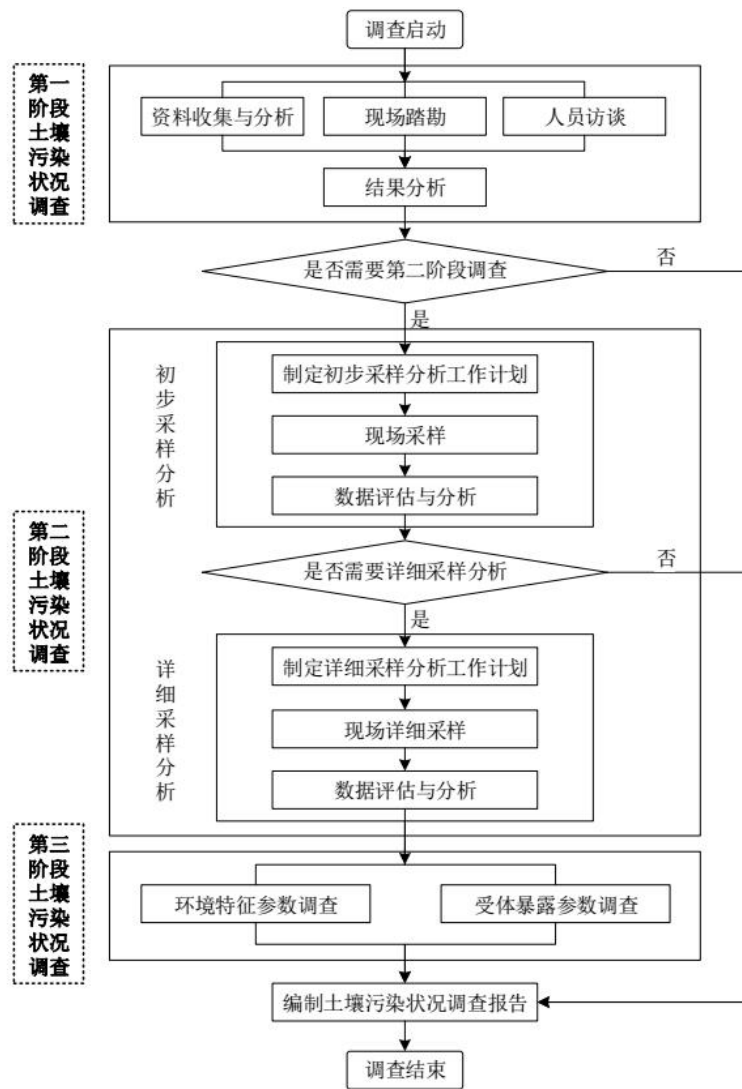 调查启动
第一
阶段
土壤
污染
状况
调查
资料收集与分析
现场踏勘
人员访谈
结果分析
是否需要第二阶段调查
否
是
初步采样分析
制定初步采样分析工作计划
现场采样
数据评估与分析
第二
阶段
土壤
污染
状况
调查
是否需要详细采样分析
否
是
详细采样分析
制定详细采样分析工作计划
现场详细采样
数据评估与分析
第三
阶段
土壤
污染
状况
调查
环境特征参数调查
受体暴露参数调查
编制土壤污染状况调查报告
调查结束